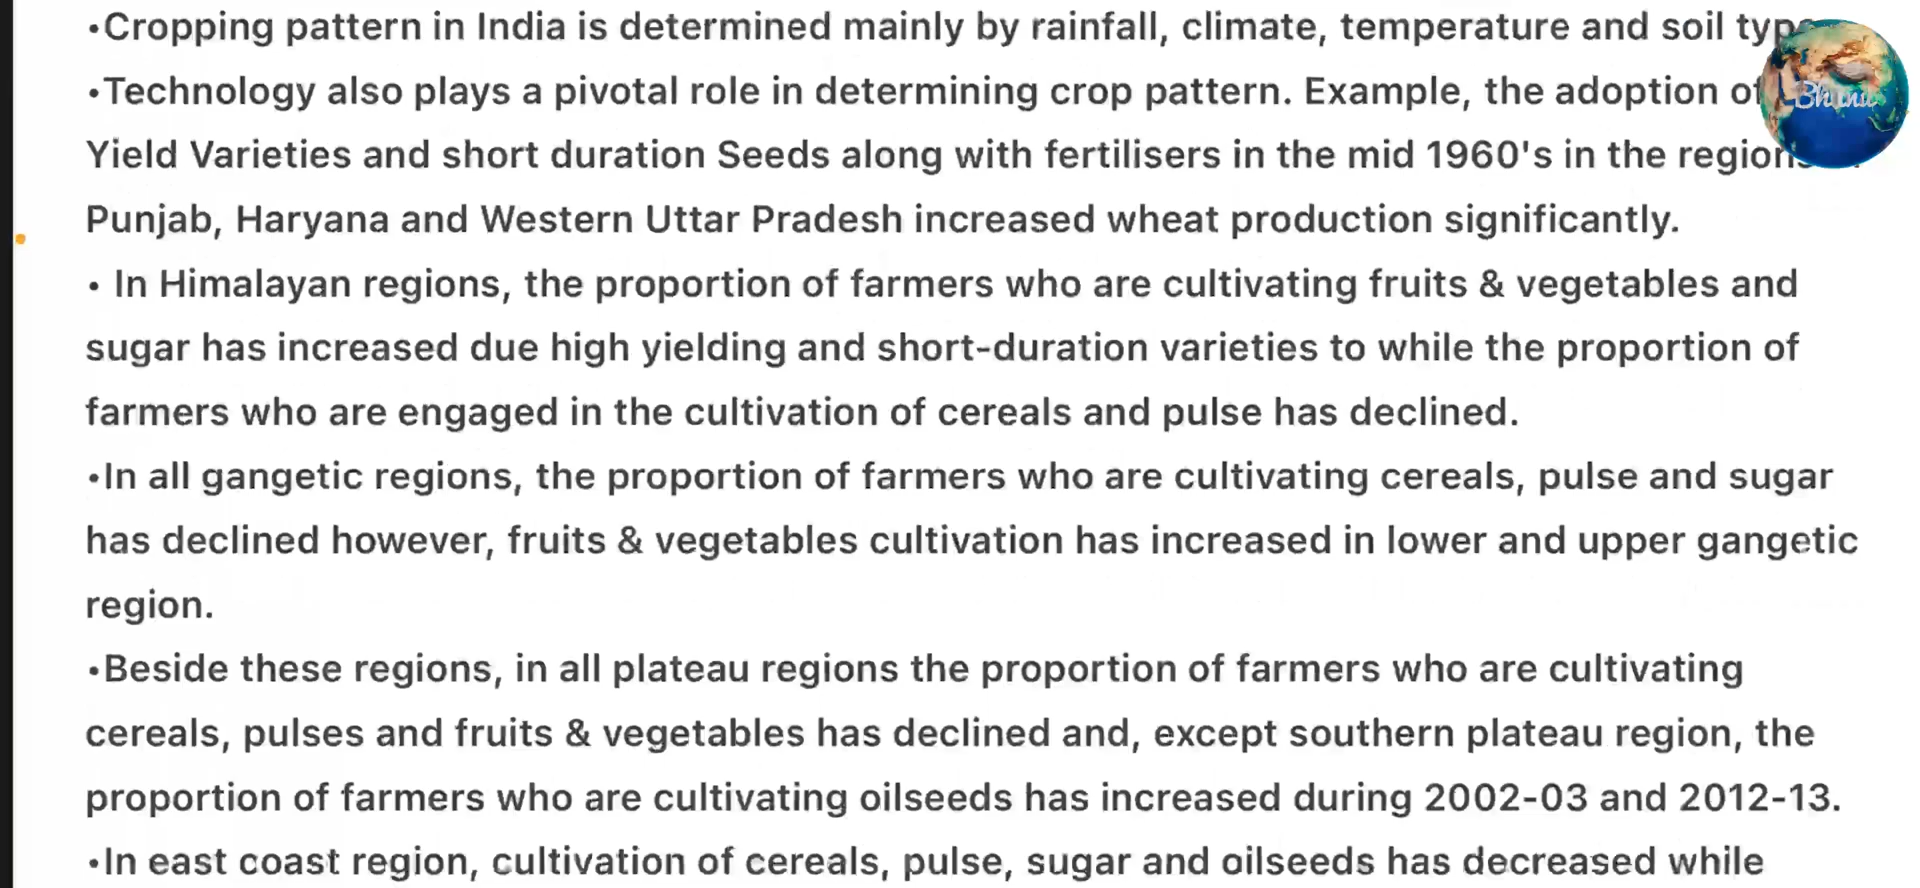 •Cropping pattern in India is determined mainly by rainfall, climate, temperature and soil
•Technology also plays a pivotal role in determining crop pattern. Example, the adoption of
Yield Varieties and short duration Seeds along with fertilisers in the mid 1960's in the
Punjab, Haryana and Western Uttar Pradesh increased wheat production significantly.
• In Himalayan regions, the proportion of farmers who are cultivating fruits & vegetables and
sugar has increased due high yielding and short-duration varieties to while the proportion of
farmers who are engaged in the cultivation of cereals and pulse has declined.
•In all gangetic regions, the proportion of farmers who are cultivating cereals, pulse and sugar
has declined however, fruits & vegetables cultivation has increased in lower and upper gangetic
region.
•Beside these regions, in all plateau regions the proportion of farmers who are cultivating
cereals, pulses and fruits & vegetables has declined and, except southern plateau region, the
proportion of farmers who are cultivating oilseeds has increased during 2002-03 and 2012-13.
•In east coast region, cultivation of cereals, pulse, sugar and oilseeds has decreased while